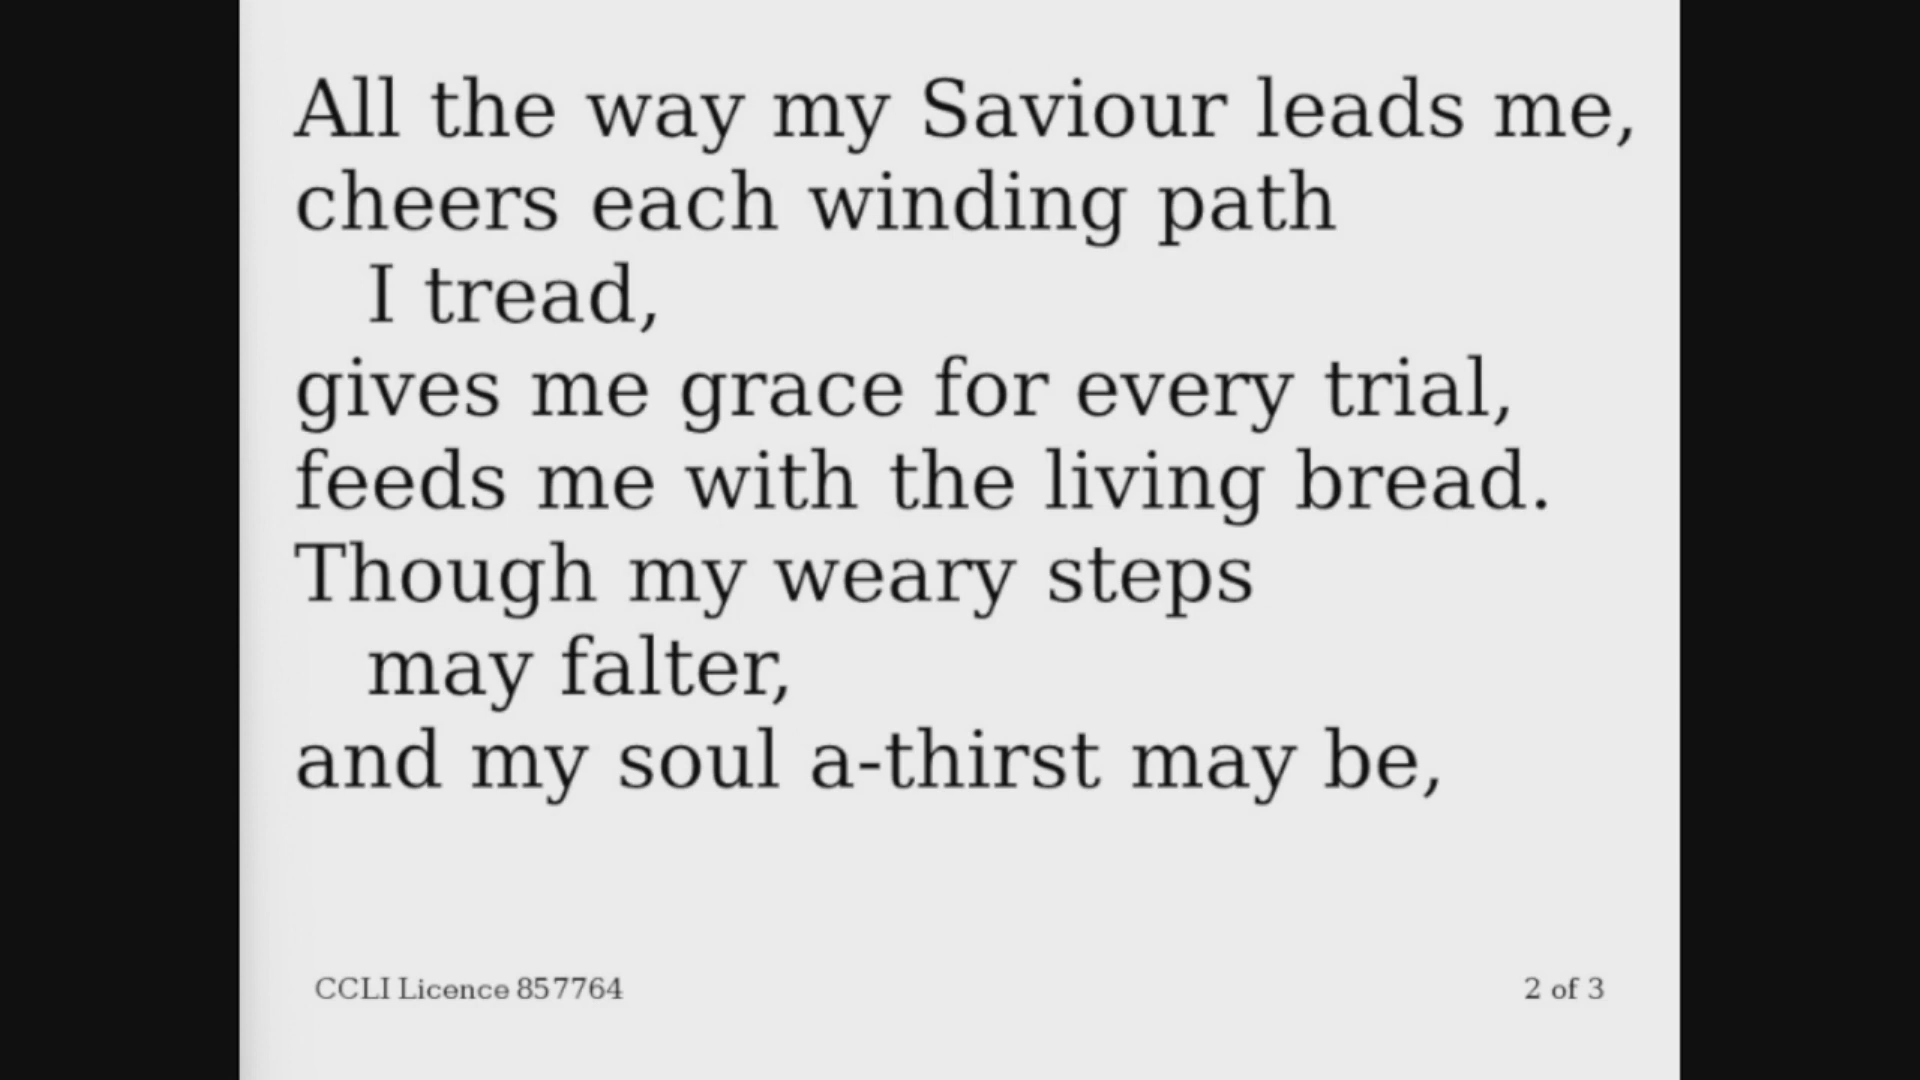 All the way my Saviour leads me,
cheers each winding path
I tread,
gives me grace for every trial,
feeds me with the living bread.
Though my weary steps
may falter,
and my soul a-thirst may be,
CCLI Licence 857764
2 of 3